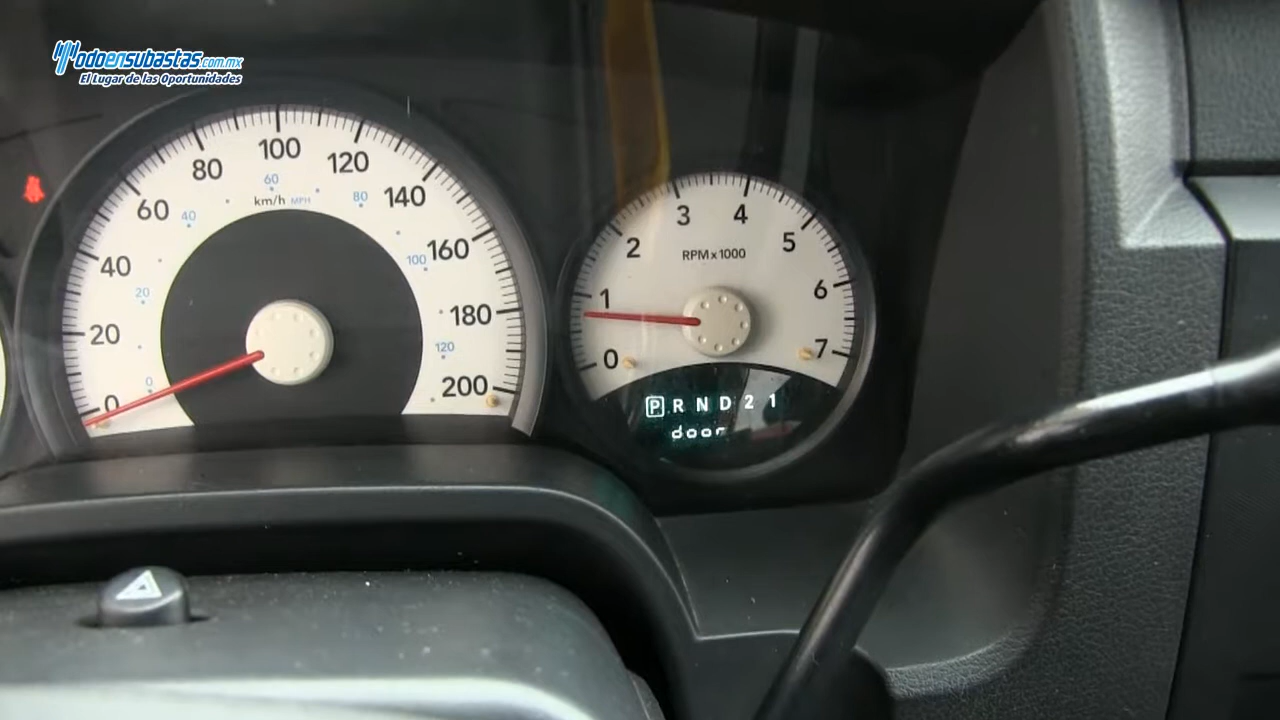 Todoensubastas.com.mx
El Lugar de las Oportunidades
0 20 40 60 80 100 120 140 160 180 200
0 20 40 60 80 100 120
km/h MPH
0 1 2 3 4 5 6 7
RPM x 1000
P R N D 2 1
door